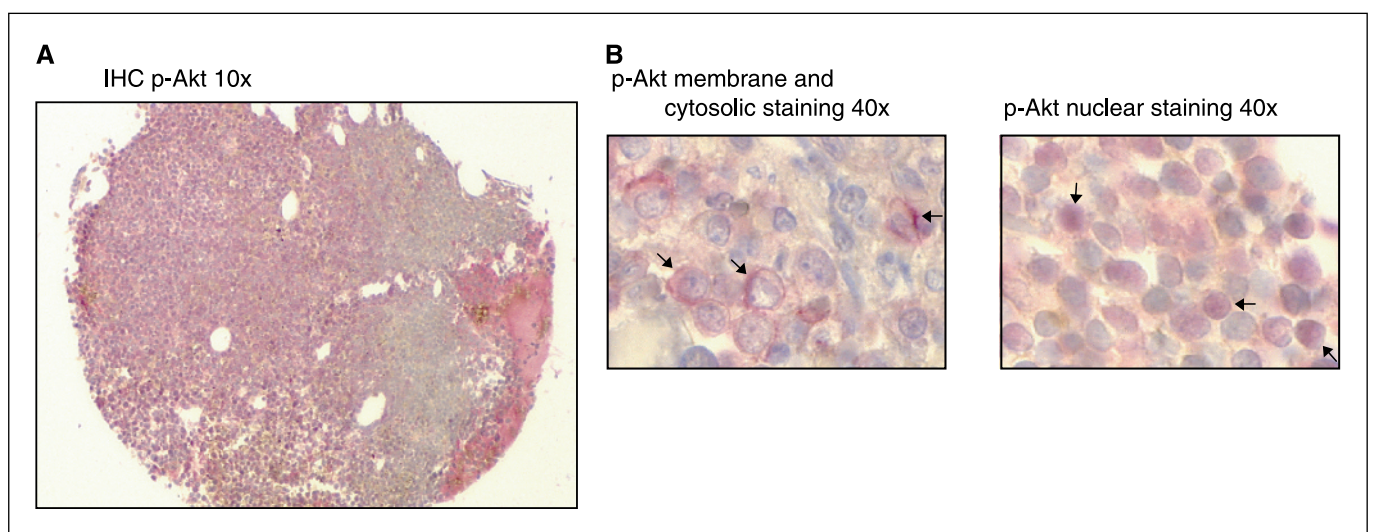 A
IHC p-Akt 10x
B
p-Akt membrane and
cytosolic staining 40x
p-Akt nuclear staining 40x